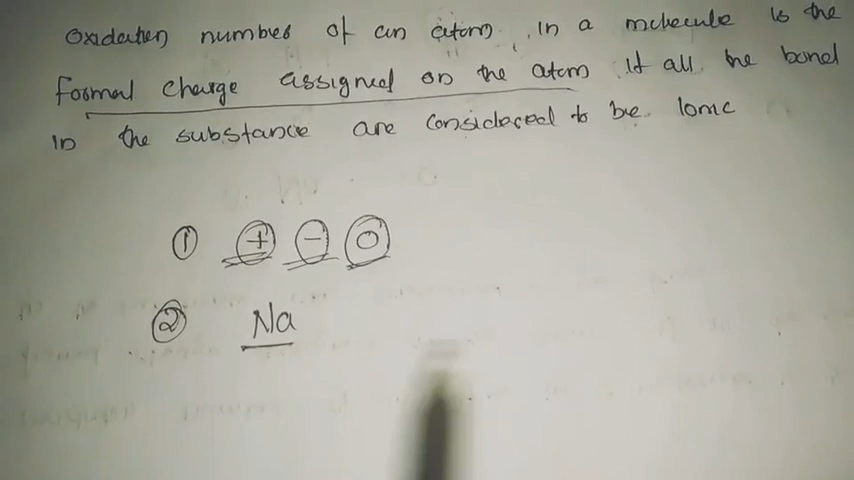 Oxidation number of an atom in a molecule is the
formal charge assigned on the atom if all the bond
in the substance are considered to be ionic
① + - 0
② Na